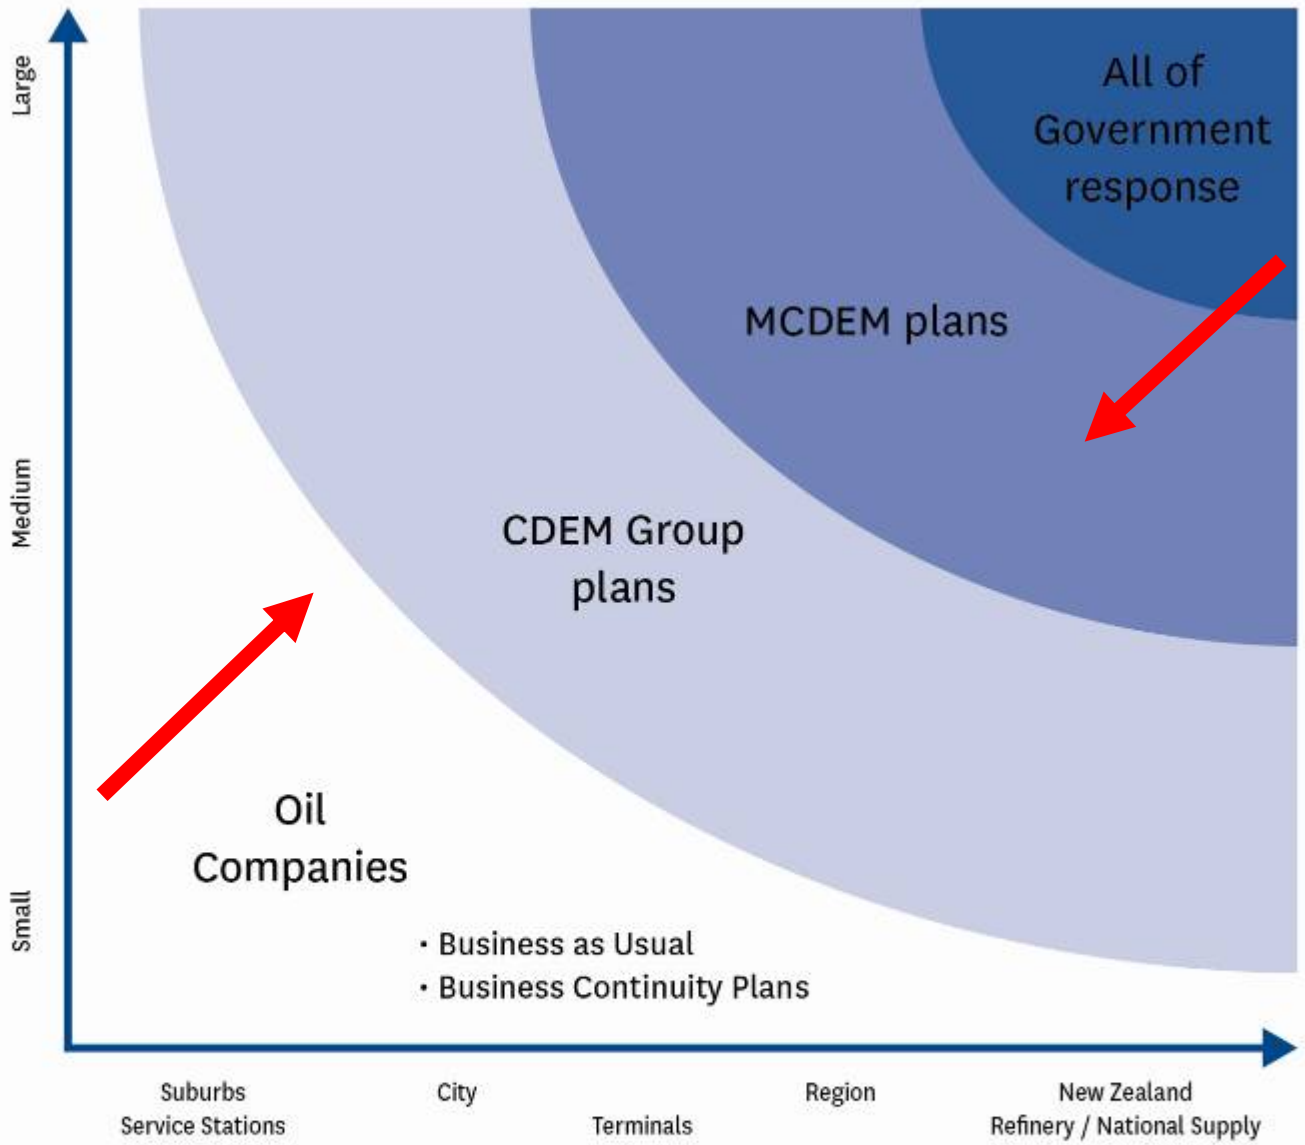 Large
All of
Government
response
MCDEM plans
Medium
CDEM Group
plans
Oil
Companies
Small
· Business as Usual
· Business Continuity Plans
Suburbs
City
Region
New Zealand
Service Stations
Terminals
Refinery / National Supply